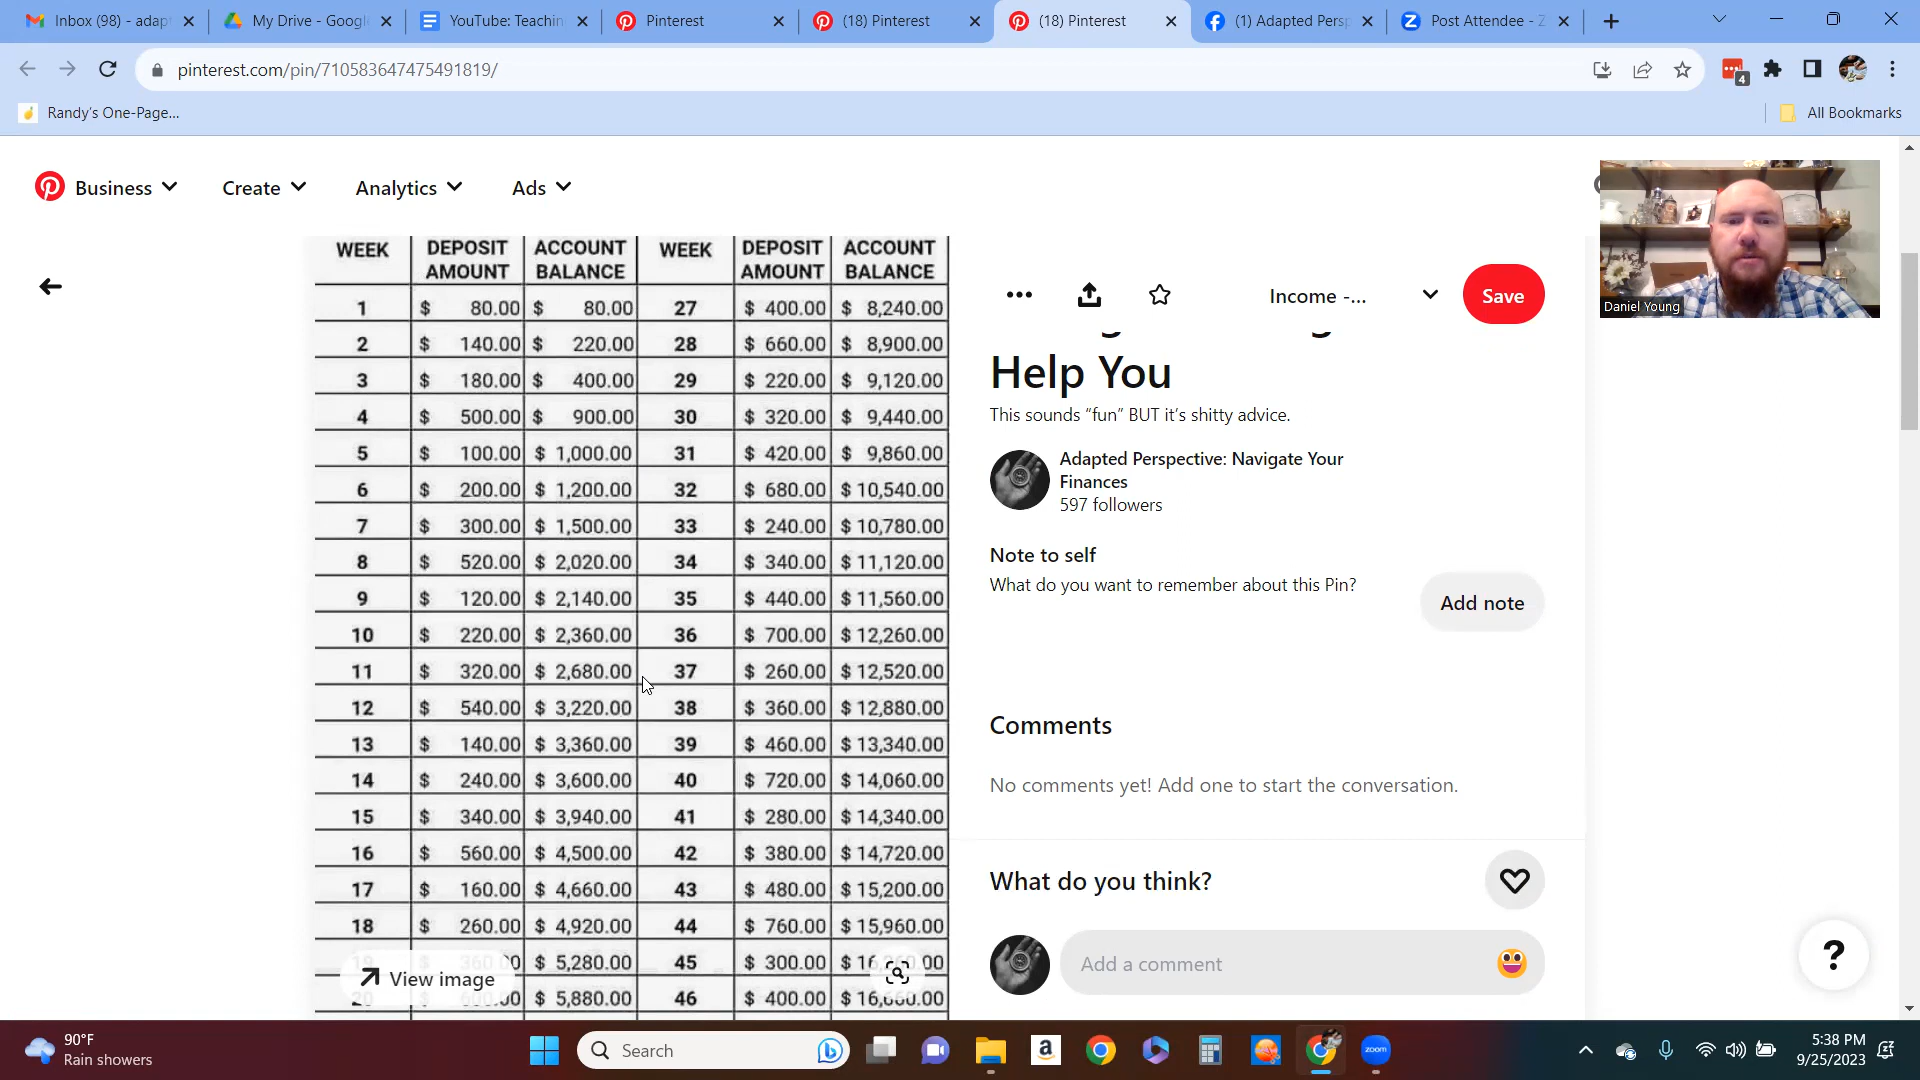 Inbox (98) - adapt
My Drive - Google
YouTube: Teachin
Pinterest
(18) Pinterest
(18) Pinterest
(1) Adapted Persp
Post Attendee - Z
pinterest.com/pin/710583647475491819/
4
Randy's One-Page...
All Bookmarks
Business
Create
Analytics
Ads
Daniel Young
WEEK DEPOSIT AMOUNT ACCOUNT BALANCE WEEK DEPOSIT AMOUNT ACCOUNT BALANCE
1 $ 80.00 $ 80.00 27 $ 400.00 $ 8,240.00
2 $ 140.00 $ 220.00 28 $ 660.00 $ 8,900.00
3 $ 180.00 $ 400.00 29 $ 220.00 $ 9,120.00
4 $ 500.00 $ 900.00 30 $ 320.00 $ 9,440.00
5 $ 100.00 $ 1,000.00 31 $ 420.00 $ 9,860.00
6 $ 200.00 $ 1,200.00 32 $ 680.00 $ 10,540.00
7 $ 300.00 $ 1,500.00 33 $ 240.00 $ 10,780.00
8 $ 520.00 $ 2,020.00 34 $ 340.00 $ 11,120.00
9 $ 120.00 $ 2,140.00 35 $ 440.00 $ 11,560.00
10 $ 220.00 $ 2,360.00 36 $ 700.00 $ 12,260.00
11 $ 320.00 $ 2,680.00 37 $ 260.00 $ 12,520.00
12 $ 540.00 $ 3,220.00 38 $ 360.00 $ 12,880.00
13 $ 140.00 $ 3,360.00 39 $ 460.00 $ 13,340.00
14 $ 240.00 $ 3,600.00 40 $ 720.00 $ 14,060.00
15 $ 340.00 $ 3,940.00 41 $ 280.00 $ 14,340.00
16 $ 560.00 $ 4,500.00 42 $ 380.00 $ 14,720.00
17 $ 160.00 $ 4,660.00 43 $ 480.00 $ 15,200.00
18 $ 260.00 $ 4,920.00 44 $ 760.00 $ 15,960.00
19 $ 360.00 $ 5,280.00 45 $ 300.00
20 $ 5,880.00 46 $ 400.00
View image
Income -...
Save
Help You
This sounds “fun” BUT it’s shitty advice.
Adapted Perspective: Navigate Your
Finances
597 followers
Note to self
What do you want to remember about this Pin?
Add note
Comments
No comments yet! Add one to start the conversation.
What do you think?
Add a comment
?
90°F
Rain showers
Search
zoom
5:38 PM
9/25/2023